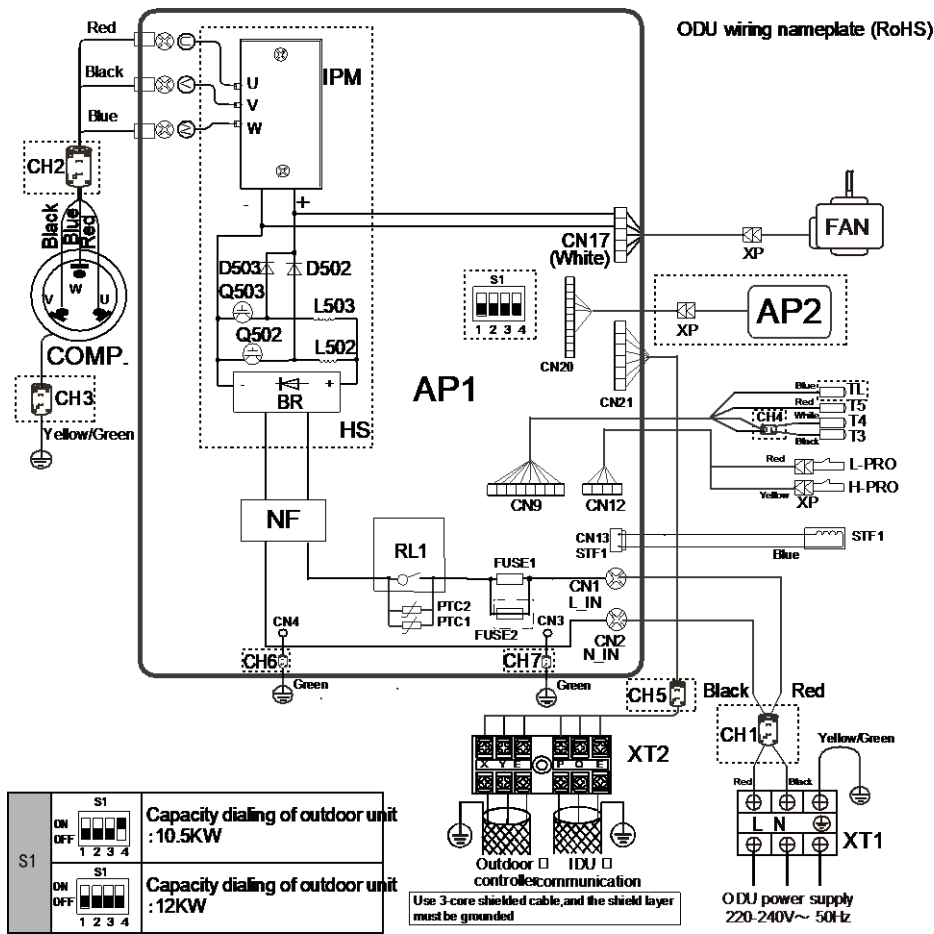 ODU wiring nameplate (RoHS)
Red
Black
Blue
IPM
U
V
W
- +
CH2
Black
Blue
Red
V
W
U
COMP.
CH3
Yellow/Green
D503
D502
Q503
L503
Q502
L502
- +
BR
HS
AP1
CN17
(White)
XP
FAN
S1
1 2 3 4
CN20
XP
AP2
CN21
Blue
TL
Red
T5
CH4
White
T4
Black
T3
Red
L-PRO
Yellow
H-PRO
XP
CN9
CN12
NF
RL1
PTC2
PTC1
FUSE1
FUSE2
CN13
STF1
STF1
Blue
CN1
L_IN
CN2
N_IN
CN4
CN3
CH6
Green
CH7
Green
CH5
Black
Red
CH1
Yellow/Green
Red
Black
L N
XT1
ODU power supply
220-240V~ 50Hz
X Y E P Q E
XT2
Outdoor
controller
IDU
communication
Use 3-core shielded cable,and the shield layer
must be grounded
S1
S1
ON
OFF
1 2 3 4
Capacity dialing of outdoor unit
:10.5KW
S1
ON
OFF
1 2 3 4
Capacity dialing of outdoor unit
:12KW